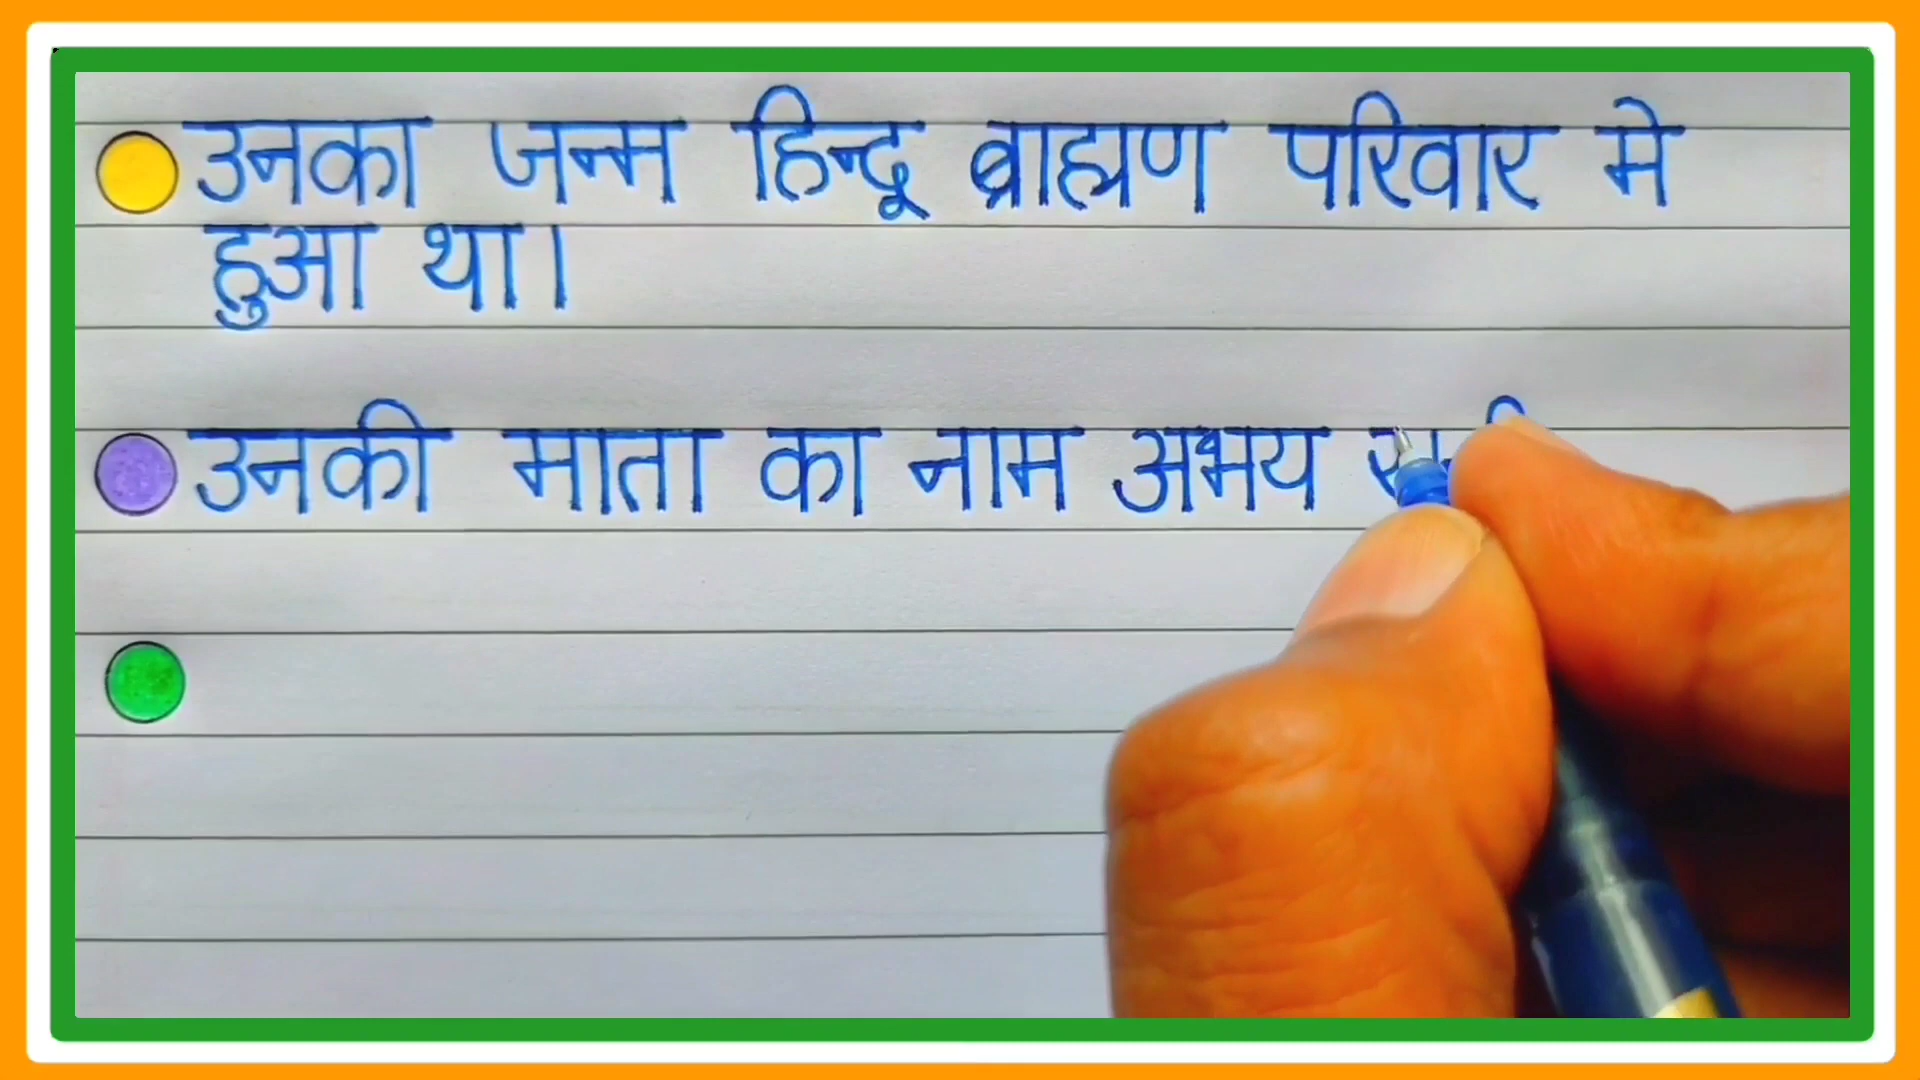 उनका जन्म हिन्दू ब्राह्मण परिवार मे
हुआ था।
उनकी माता का नाम अभय